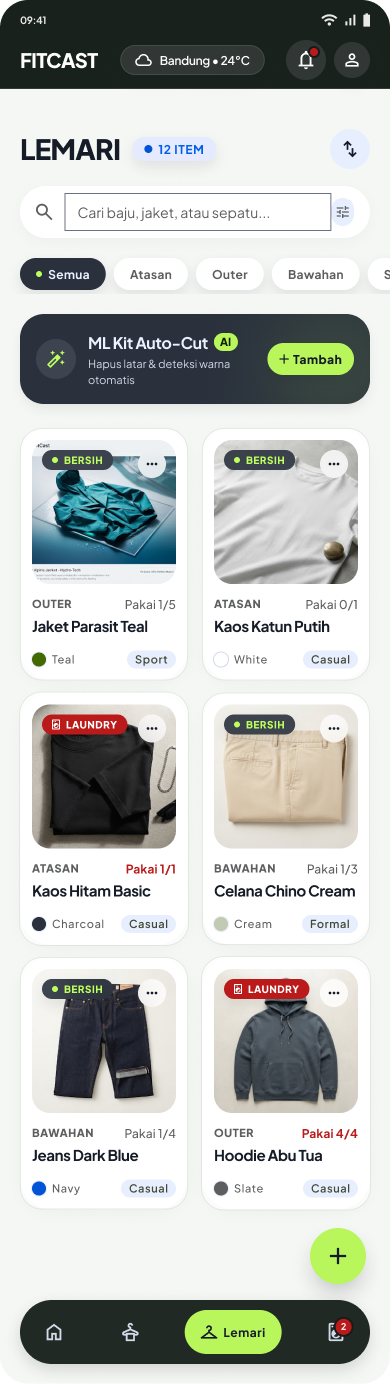 09:41
FITCAST
Bandung • 24°C
LEMARI
12 ITEM
Cari baju, jaket, atau sepatu...
Semua
Atasan
Outer
Bawahan
S
ML Kit Auto-Cut AI
Hapus latar & deteksi warna
otomatis
+ Tambah
BERSIH
OUTER
Pakai 1/5
Jaket Parasit Teal
Teal
Sport
BERSIH
ATASAN
Pakai 0/1
Kaos Katun Putih
White
Casual
LAUNDRY
ATASAN
Pakai 1/1
Kaos Hitam Basic
Charcoal
Casual
BERSIH
BAWAHAN
Pakai 1/3
Celana Chino Cream
Cream
Formal
BERSIH
BAWAHAN
Pakai 1/4
Jeans Dark Blue
Navy
Casual
LAUNDRY
OUTER
Pakai 4/4
Hoodie Abu Tua
Slate
Casual
Lemari
2